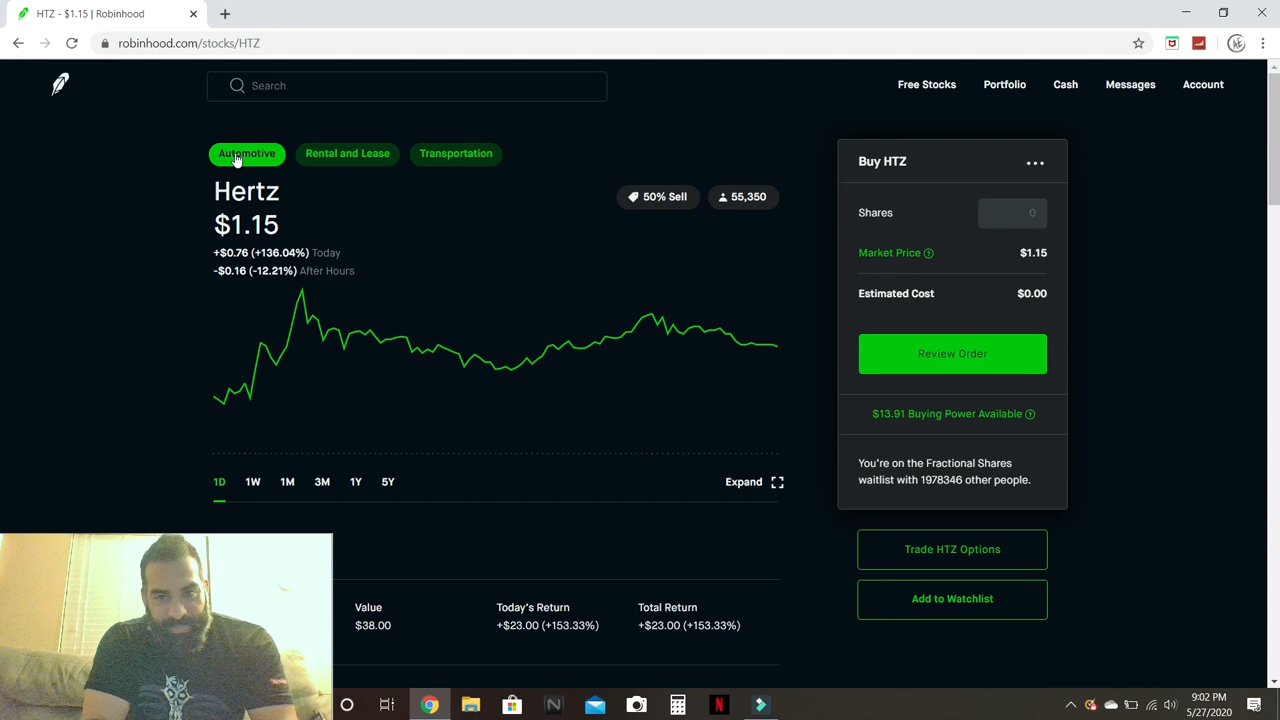 HTZ - $1.15 | Robinhood
robinhood.com/stocks/HTZ
Search
Free Stocks Portfolio Cash Messages Account
Automotive Rental and Lease Transportation
Hertz
$1.15
50% Sell 55,350
+$0.76 (+136.04%) Today
-$0.16 (-12.21%) After Hours
1D 1W 1M 3M 1Y 5Y Expand
Buy HTZ
Shares 0
Market Price $1.15
Estimated Cost $0.00
Review Order
$13.91 Buying Power Available
You're on the Fractional Shares
waitlist with 1978346 other people.
Trade HTZ Options
Add to Watchlist
Value Today's Return Total Return
$38.00 +$23.00 (+153.33%) +$23.00 (+153.33%)
9:02 PM
5/27/2020